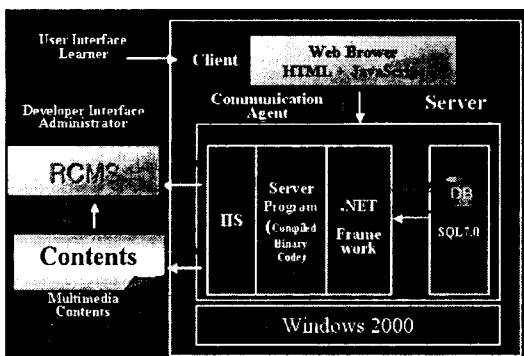 User Interface
Learner
Client
Web Brower
HTML + JavaScript
Developer Interface
Administrator
Communication
Agent
Server
RCMS
IIS
Server
Program
(Compiled
Binary
Code)
.NET
Frame
work
DB
SQL7.0
Contents
Multimedia
Contents
Windows 2000